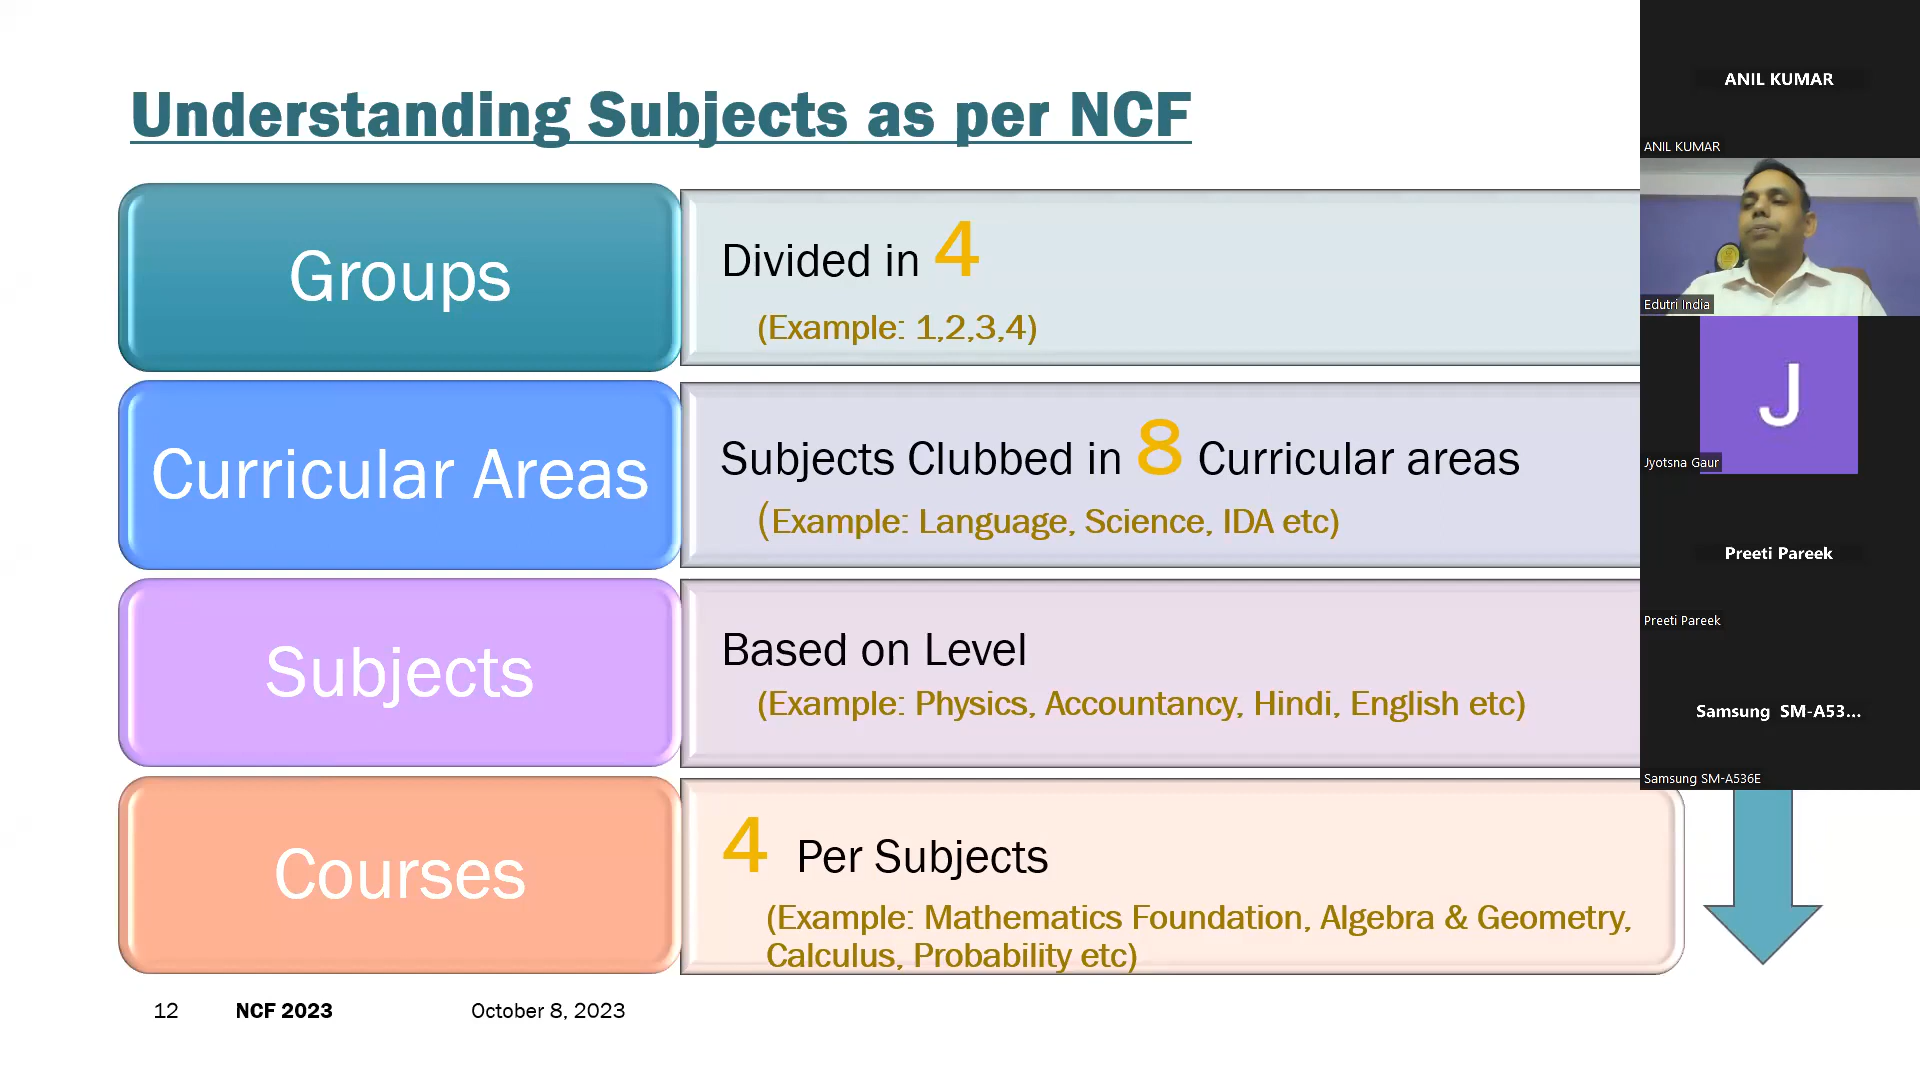 Understanding Subjects as per NCF
Groups
Divided in 4
(Example: 1,2,3,4)
Curricular Areas
Subjects Clubbed in 8 Curricular areas
(Example: Language, Science, IDA etc)
Subjects
Based on Level
(Example: Physics, Accountancy, Hindi, English etc)
Courses
4 Per Subjects
(Example: Mathematics Foundation, Algebra & Geometry,
Calculus, Probability etc)
12 NCF 2023 October 8, 2023
ANIL KUMAR
ANIL KUMAR
Edutri India
J
Jyotsna Gaur
Preeti Pareek
Preeti Pareek
Samsung SM-A53...
Samsung SM-A536E